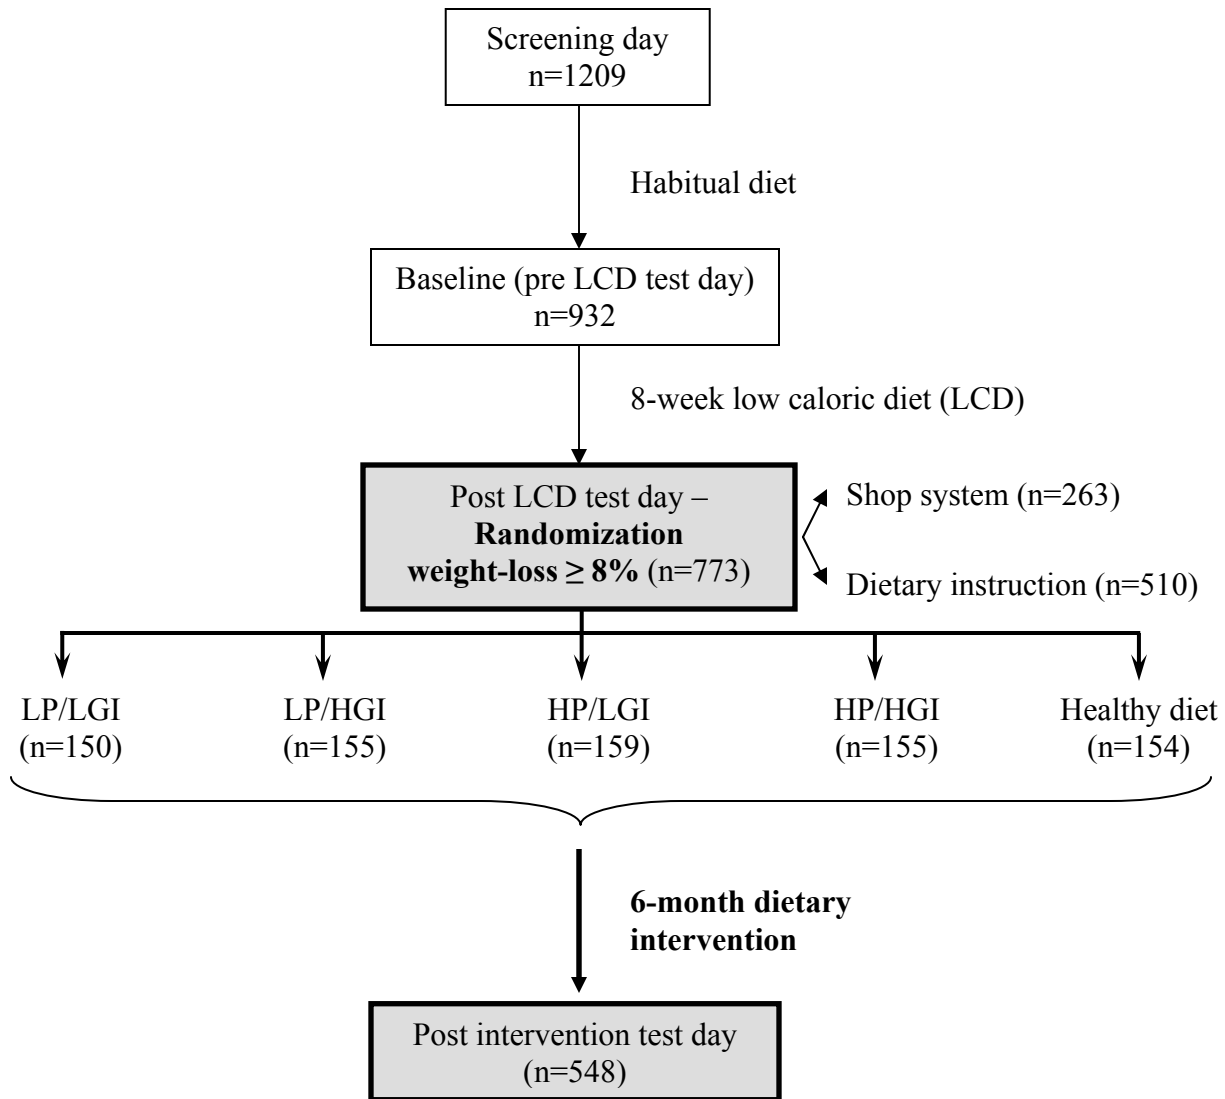 Screening day
n=1209
Habitual diet
Baseline (pre LCD test day)
n=932
8-week low caloric diet (LCD)
Post LCD test day –
Randomization
weight-loss ≥ 8% (n=773)
Shop system (n=263)
Dietary instruction (n=510)
LP/LGI
(n=150)
LP/HGI
(n=155)
HP/LGI
(n=159)
HP/HGI
(n=155)
Healthy diet
(n=154)
6-month dietary
intervention
Post intervention test day
(n=548)